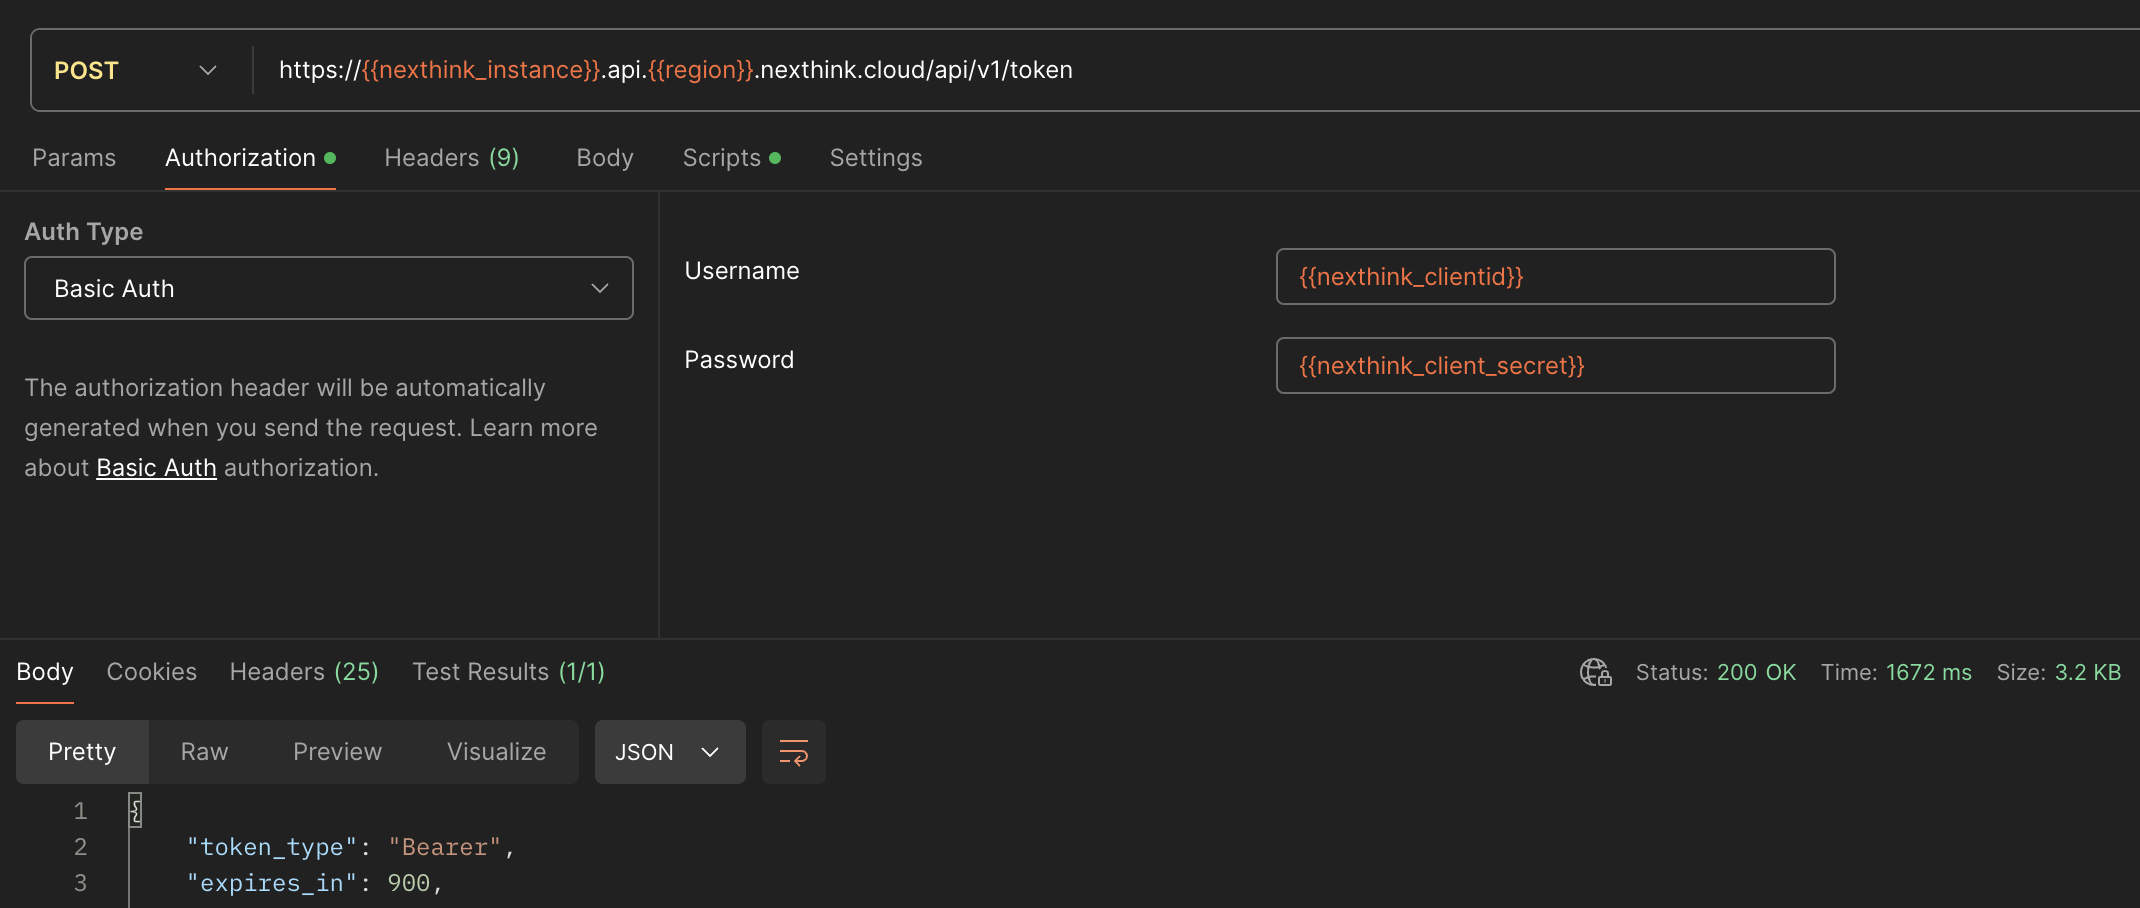 POST https://{{nexthink_instance}}.api.{{region}}.nexthink.cloud/api/v1/token
Params Authorization Headers (9) Body Scripts Settings
Auth Type
Basic Auth
The authorization header will be automatically
generated when you send the request. Learn more
about Basic Auth authorization.
Username {{nexthink_clientid}}
Password {{nexthink_client_secret}}
Body Cookies Headers (25) Test Results (1/1) Status: 200 OK Time: 1672 ms Size: 3.2 KB
Pretty Raw Preview Visualize JSON
1 {
2 "token_type": "Bearer",
3 "expires_in": 900,